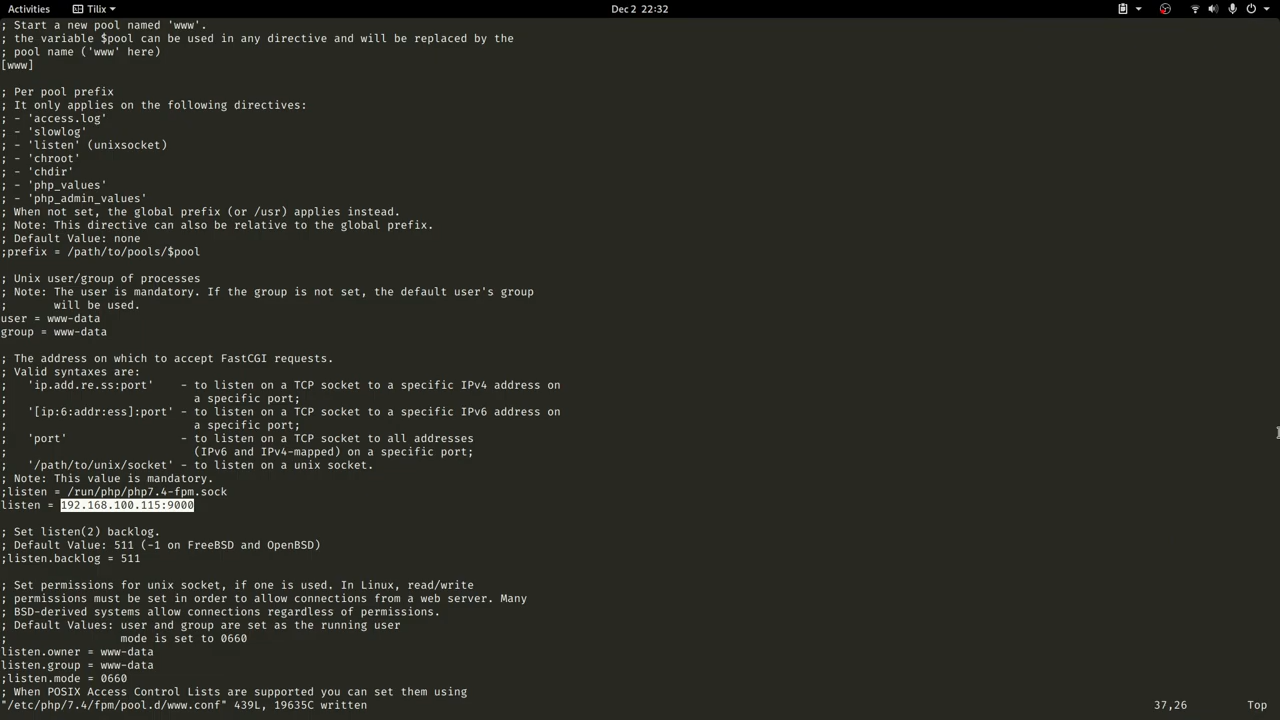 Activities Tilix Dec 2 22:32
; Start a new pool named 'www'.
; the variable $pool can be used in any directive and will be replaced by the
; pool name ('www' here)
[www]
; Per pool prefix
; It only applies on the following directives:
; - 'access.log'
; - 'slowlog'
; - 'listen' (unixsocket)
; - 'chroot'
; - 'chdir'
; - 'php_values'
; - 'php_admin_values'
; When not set, the global prefix (or /usr) applies instead.
; Note: This directive can also be relative to the global prefix.
; Default Value: none
;prefix = /path/to/pools/$pool
; Unix user/group of processes
; Note: The user is mandatory. If the group is not set, the default user's group
;       will be used.
user = www-data
group = www-data
; The address on which to accept FastCGI requests.
; Valid syntaxes are:
;   'ip.add.re.ss:port'    - to listen on a TCP socket to a specific IPv4 address on
;                            a specific port;
;   '[ip:6:addr:ess]:port' - to listen on a TCP socket to a specific IPv6 address on
;                            a specific port;
;   'port'                 - to listen on a TCP socket to all addresses
;                            (IPv6 and IPv4-mapped) on a specific port;
;   '/path/to/unix/socket' - to listen on a unix socket.
; Note: This value is mandatory.
;listen = /run/php/php7.4-fpm.sock
listen = 192.168.100.115:9000
; Set listen(2) backlog.
; Default Value: 511 (-1 on FreeBSD and OpenBSD)
;listen.backlog = 511
; Set permissions for unix socket, if one is used. In Linux, read/write
; permissions must be set in order to allow connections from a web server. Many
; BSD-derived systems allow connections regardless of permissions.
; Default Values: user and group are set as the running user
;                 mode is set to 0660
listen.owner = www-data
listen.group = www-data
;listen.mode = 0660
; When POSIX Access Control Lists are supported you can set them using
"/etc/php/7.4/fpm/pool.d/www.conf" 439L, 19635C written 37,26 Top